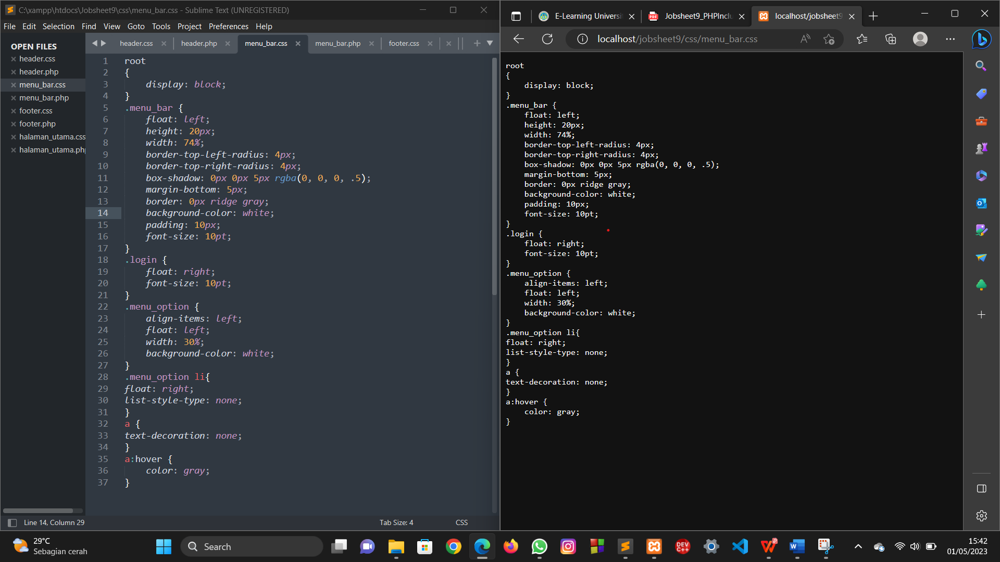 C:\xampp\htdocs\Jobsheet9\css\menu_bar.css - Sublime Text (UNREGISTERED)
File Edit Selection Find View Goto Tools Project Preferences Help
OPEN FILES
header.css
header.php
menu_bar.css
menu_bar.php
footer.css
footer.php
halaman_utama.css
halaman_utama.php
header.css header.php menu_bar.css menu_bar.php footer.css
1 root
2 {
3     display: block;
4 }
5 .menu_bar {
6     float: left;
7     height: 20px;
8     width: 74%;
9     border-top-left-radius: 4px;
10     border-top-right-radius: 4px;
11     box-shadow: 0px 0px 5px rgba(0, 0, 0, .5);
12     margin-bottom: 5px;
13     border: 0px ridge gray;
14     background-color: white;
15     padding: 10px;
16     font-size: 10pt;
17 }
18 .login {
19     float: right;
20     font-size: 10pt;
21 }
22 .menu_option {
23     align-items: left;
24     float: left;
25     width: 30%;
26     background-color: white;
27 }
28 .menu_option li{
29 float: right;
30 list-style-type: none;
31 }
32 a {
33 text-decoration: none;
34 }
35 a:hover {
36     color: gray;
37 }
Line 14, Column 29
Tab Size: 4
CSS
E-Learning Universi
PDF
Jobsheet9_PHPInclu
localhost/jobsheet9
localhost/jobsheet9/css/menu_bar.css
root
{
    display: block;
}
.menu_bar {
    float: left;
    height: 20px;
    width: 74%;
    border-top-left-radius: 4px;
    border-top-right-radius: 4px;
    box-shadow: 0px 0px 5px rgba(0, 0, 0, .5);
    margin-bottom: 5px;
    border: 0px ridge gray;
    background-color: white;
    padding: 10px;
    font-size: 10pt;
}
.login {
    float: right;
    font-size: 10pt;
}
.menu_option {
    align-items: left;
    float: left;
    width: 30%;
    background-color: white;
}
.menu_option li{
float: right;
list-style-type: none;
}
a {
text-decoration: none;
}
a:hover {
    color: gray;
}
29°C
Sebagian cerah
Search
DEV C++
15:42
01/05/2023